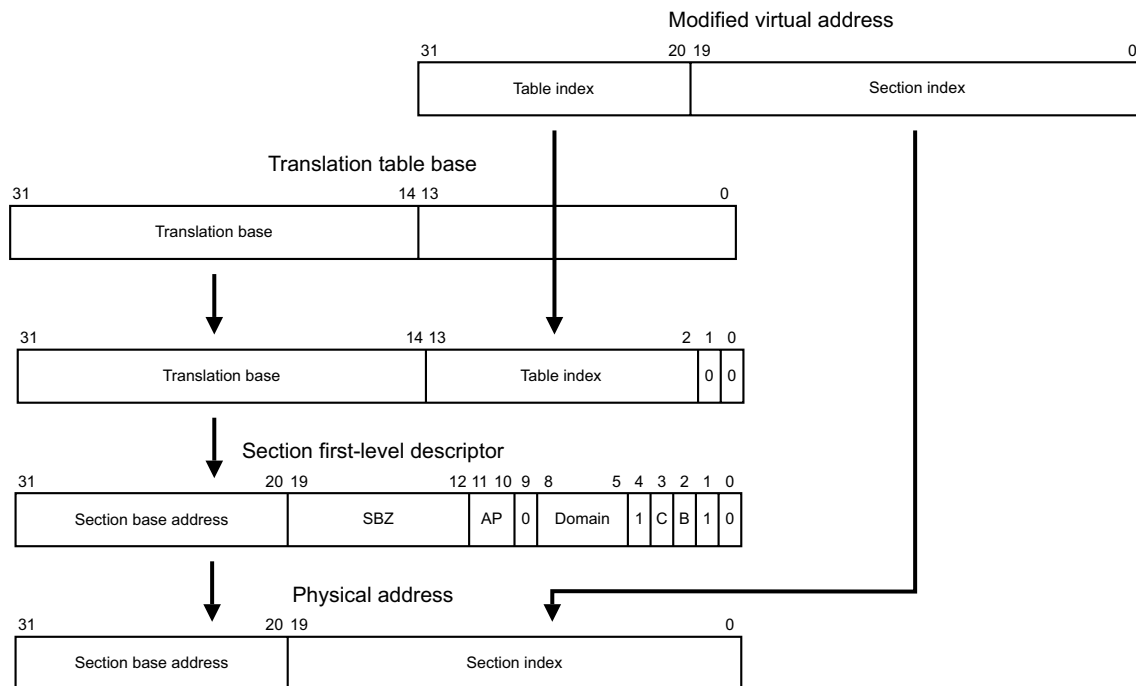 Modified virtual address
31 20 19 0
Table index Section index
Translation table base
31 14 13 0
Translation base
31 14 13 2 1 0
Translation base Table index 0 0
Section first-level descriptor
31 20 19 12 11 10 9 8 5 4 3 2 1 0
Section base address SBZ AP 0 Domain 1 C B 1 0
Physical address
31 20 19 0
Section base address Section index